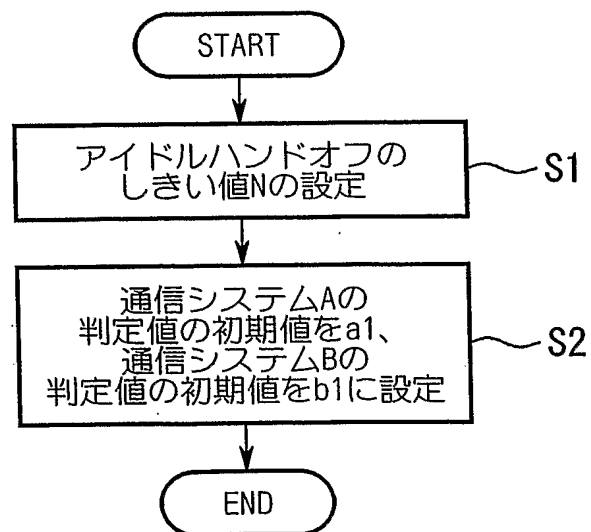 START
アイドルハンドオフの
しきい値Nの設定
S1
通信システムAの
判定値の初期値をa1、
通信システムBの
判定値の初期値をb1に設定
S2
END